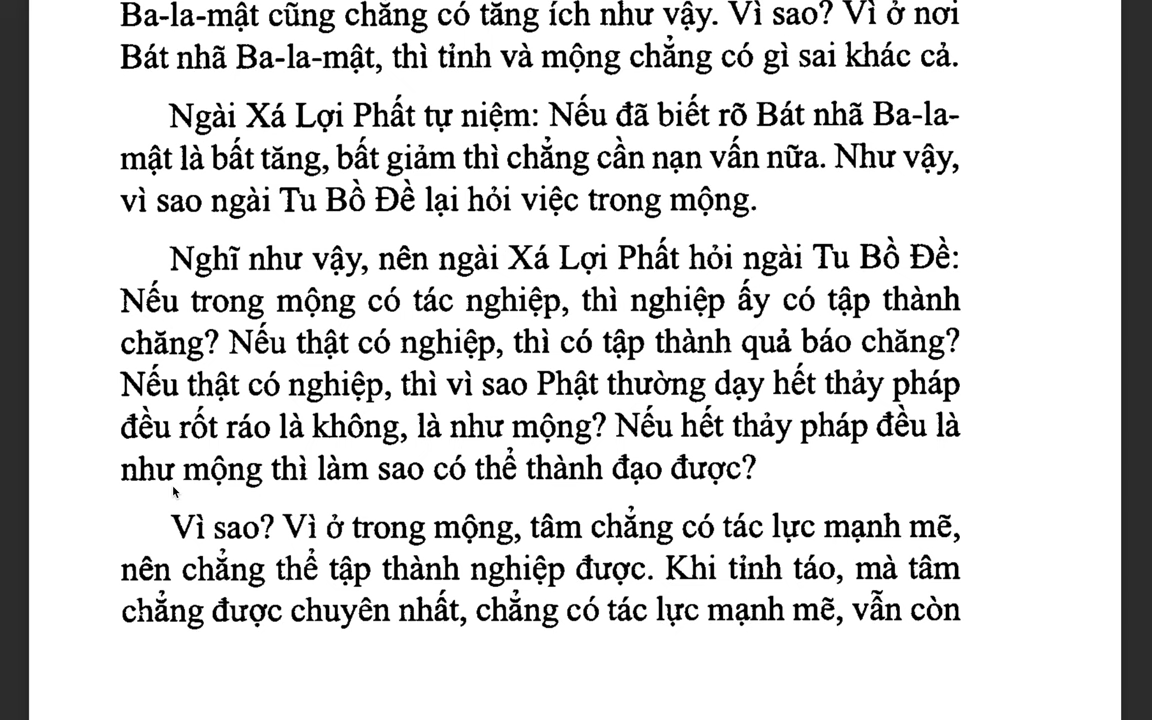 Ba-la-mật cũng chẳng có tăng ích như vậy. Vì sao? Vì ở nơi
Bát nhã Ba-la-mật, thì tỉnh và mộng chẳng có gì sai khác cả.
Ngài Xá Lợi Phất tự niệm: Nếu đã biết rõ Bát nhã Ba-la-
mật là bất tăng, bất giảm thì chẳng cần nạn vấn nữa. Như vậy,
vì sao ngài Tu Bồ Đề lại hỏi việc trong mộng.
Nghĩ như vậy, nên ngài Xá Lợi Phất hỏi ngài Tu Bồ Đề:
Nếu trong mộng có tác nghiệp, thì nghiệp ấy có tập thành
chăng? Nếu thật có nghiệp, thì có tập thành quả báo chăng?
Nếu thật có nghiệp, thì vì sao Phật thường dạy hết thảy pháp
đều rốt ráo là không, là như mộng? Nếu hết thảy pháp đều là
như mộng thì làm sao có thể thành đạo được?
Vì sao? Vì ở trong mộng, tâm chẳng có tác lực mạnh mẽ,
nên chẳng thể tập thành nghiệp được. Khi tỉnh táo, mà tâm
chẳng được chuyên nhất, chẳng có tác lực mạnh mẽ, vẫn còn